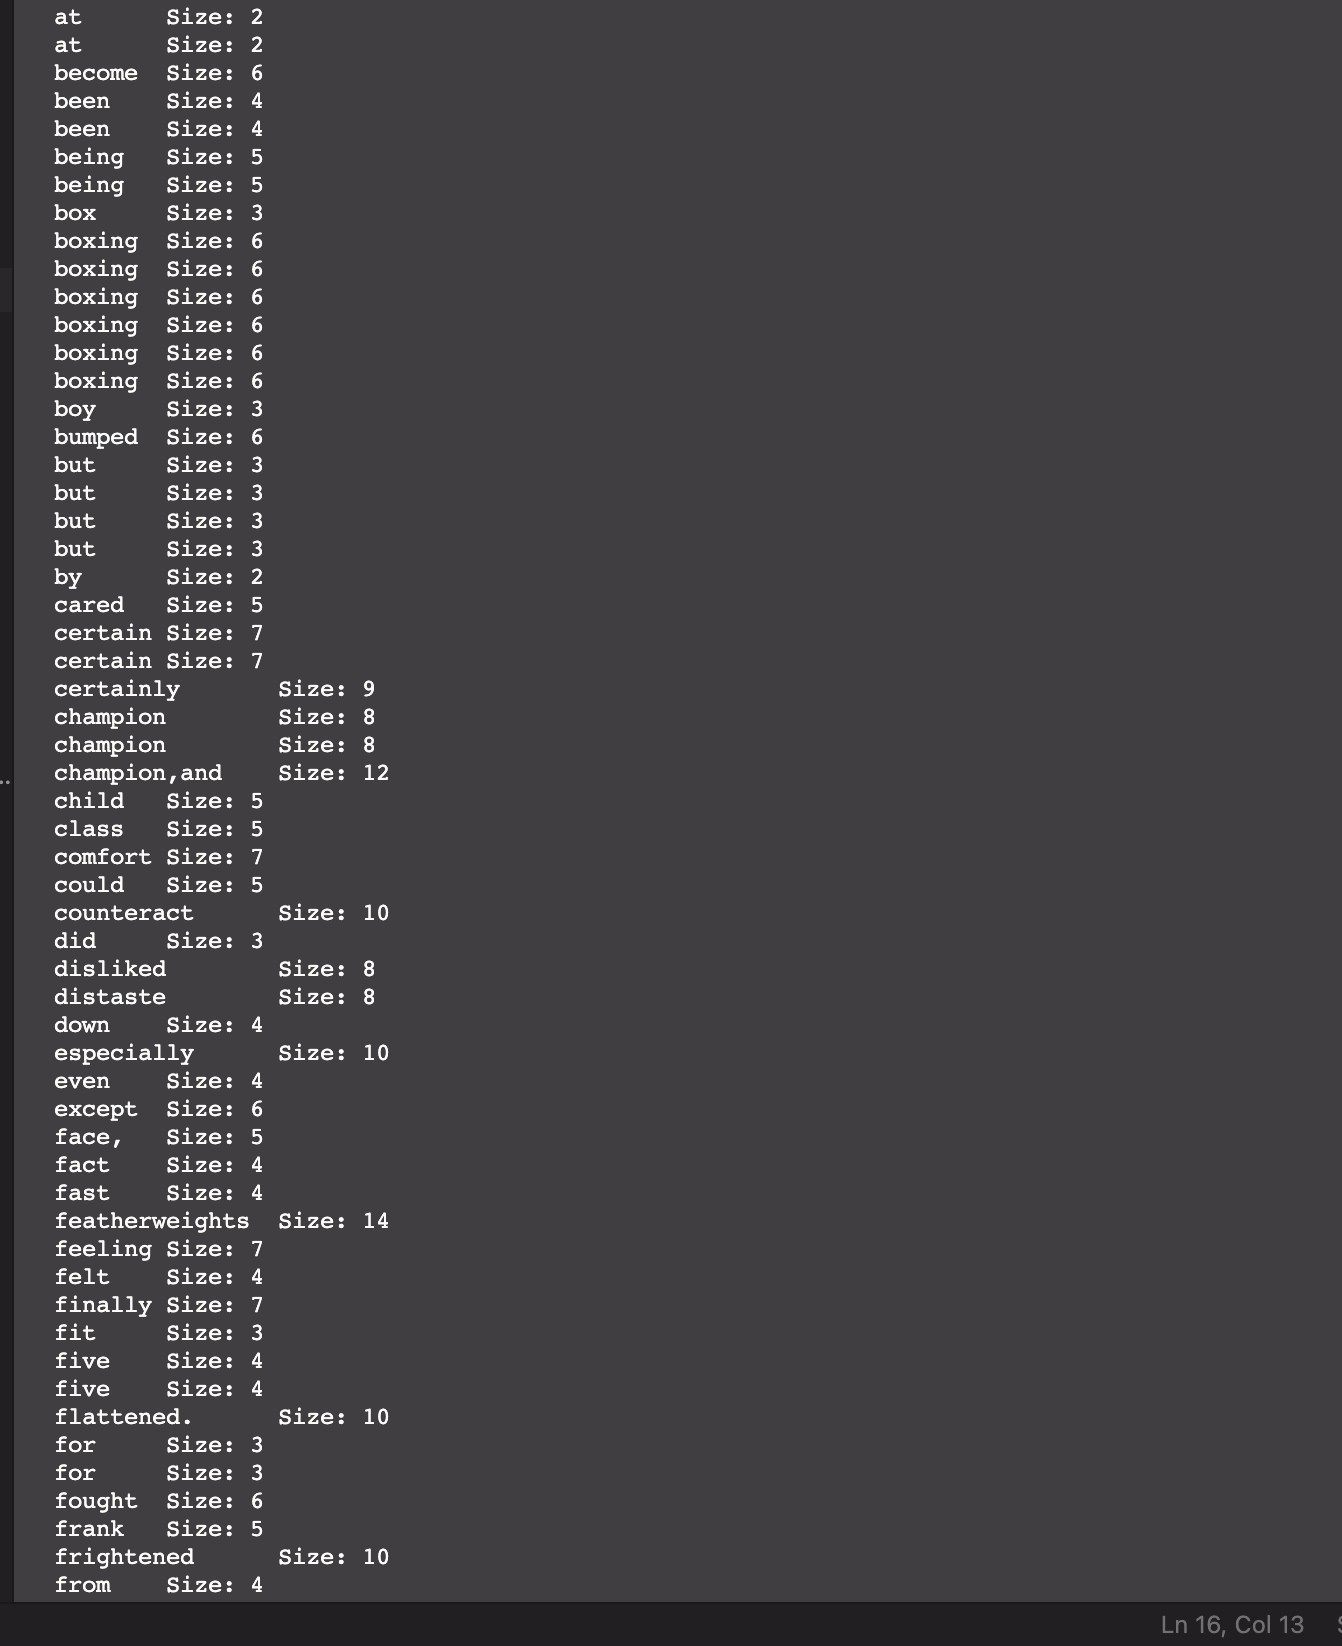 at Size: 2
at Size: 2
become Size: 6
been Size: 4
been Size: 4
being Size: 5
being Size: 5
box Size: 3
boxing Size: 6
boxing Size: 6
boxing Size: 6
boxing Size: 6
boxing Size: 6
boxing Size: 6
boy Size: 3
bumped Size: 6
but Size: 3
but Size: 3
but Size: 3
but Size: 3
by Size: 2
cared Size: 5
certain Size: 7
certain Size: 7
certainly Size: 9
champion Size: 8
champion Size: 8
champion,and Size: 12
child Size: 5
class Size: 5
comfort Size: 7
could Size: 5
counteract Size: 10
did Size: 3
disliked Size: 8
distaste Size: 8
down Size: 4
especially Size: 10
even Size: 4
except Size: 6
face, Size: 5
fact Size: 4
fast Size: 4
featherweights Size: 14
feeling Size: 7
felt Size: 4
finally Size: 7
fit Size: 3
five Size: 4
five Size: 4
flattened. Size: 10
for Size: 3
for Size: 3
fought Size: 6
frank Size: 5
frightened Size: 10
from Size: 4
Ln 16, Col 13